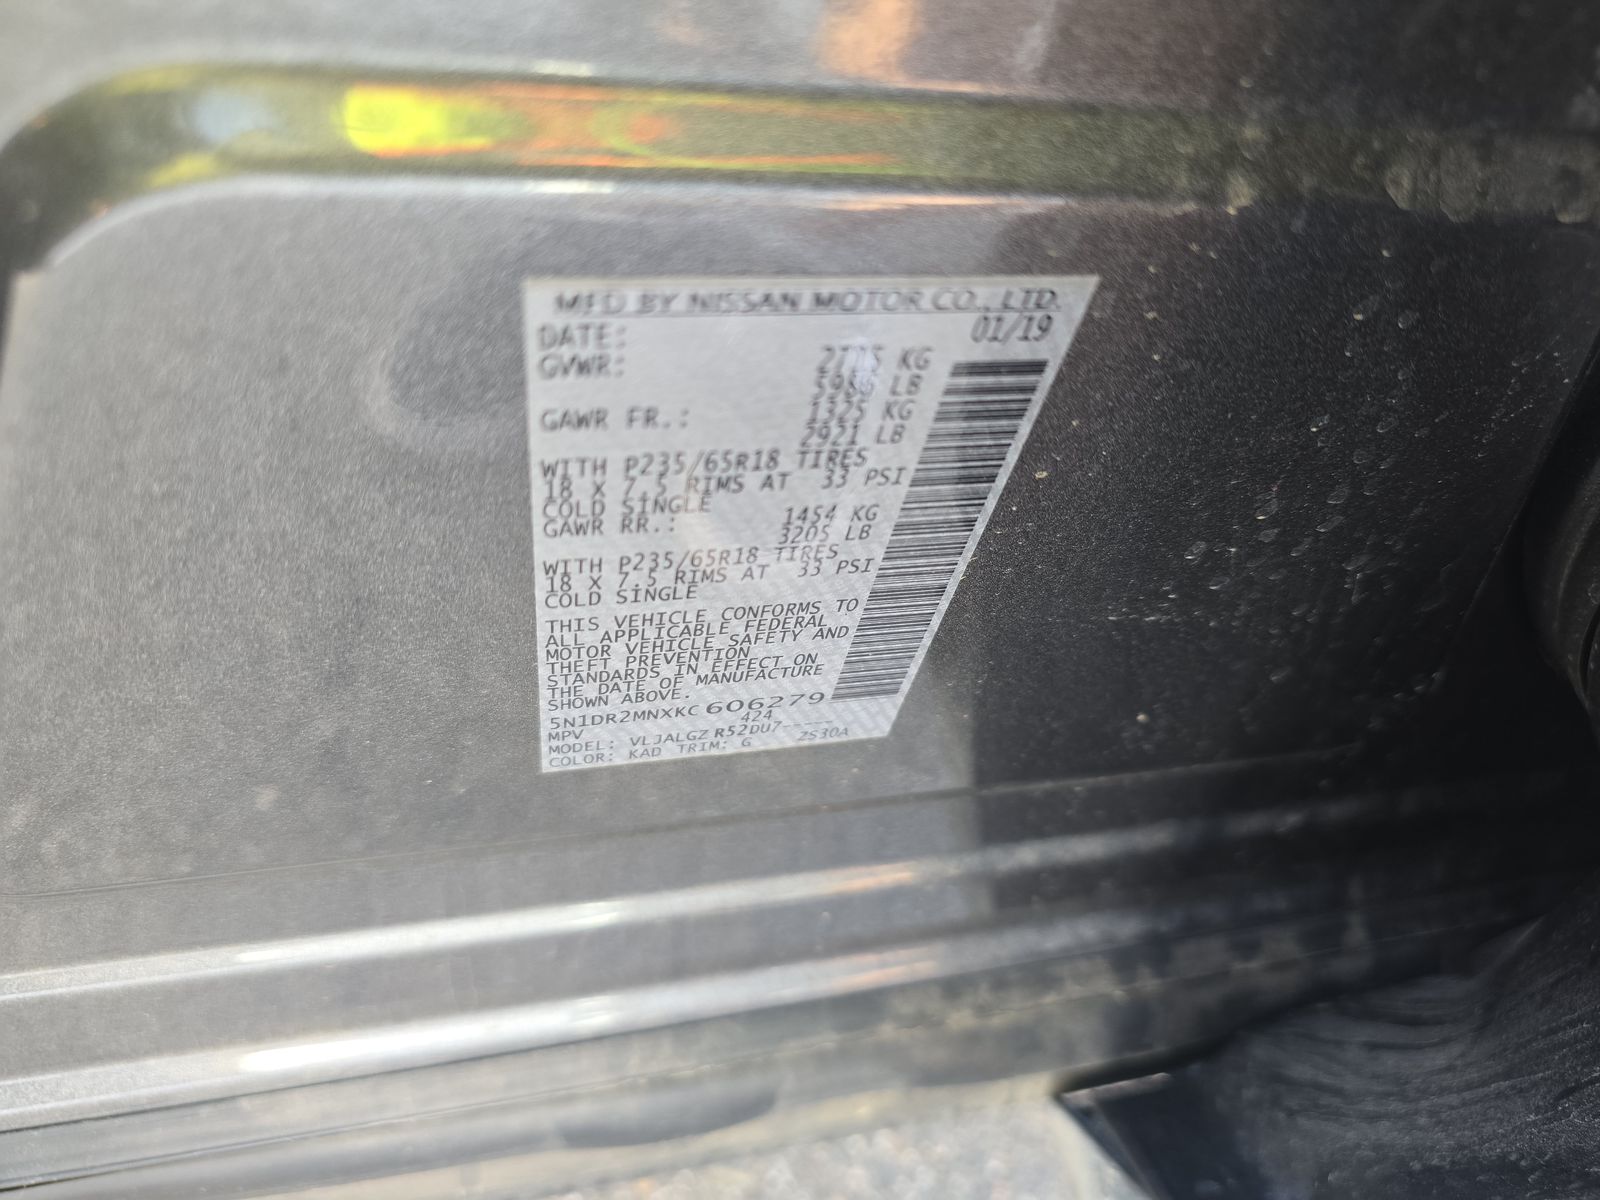 MFD BY NISSAN MOTOR CO., LTD.
DATE: 01/19
GVWR: 2715 KG
5986 LB
GAWR FR.: 1325 KG
2921 LB
WITH P235/65R18 TIRES
18 X 7.5 RIMS AT 33 PSI
COLD SINGLE
GAWR RR.: 1454 KG
3205 LB
WITH P235/65R18 TIRES
18 X 7.5 RIMS AT 33 PSI
COLD SINGLE
THIS VEHICLE CONFORMS TO
ALL APPLICABLE FEDERAL
MOTOR VEHICLE SAFETY AND
THEFT PREVENTION
STANDARDS IN EFFECT ON
THE DATE OF MANUFACTURE
SHOWN ABOVE.
5N1DR2MNXKC 606279
MPV 424
MODEL: VLJALGZ R52DU7-----
COLOR: KAD TRIM: G ZS30A